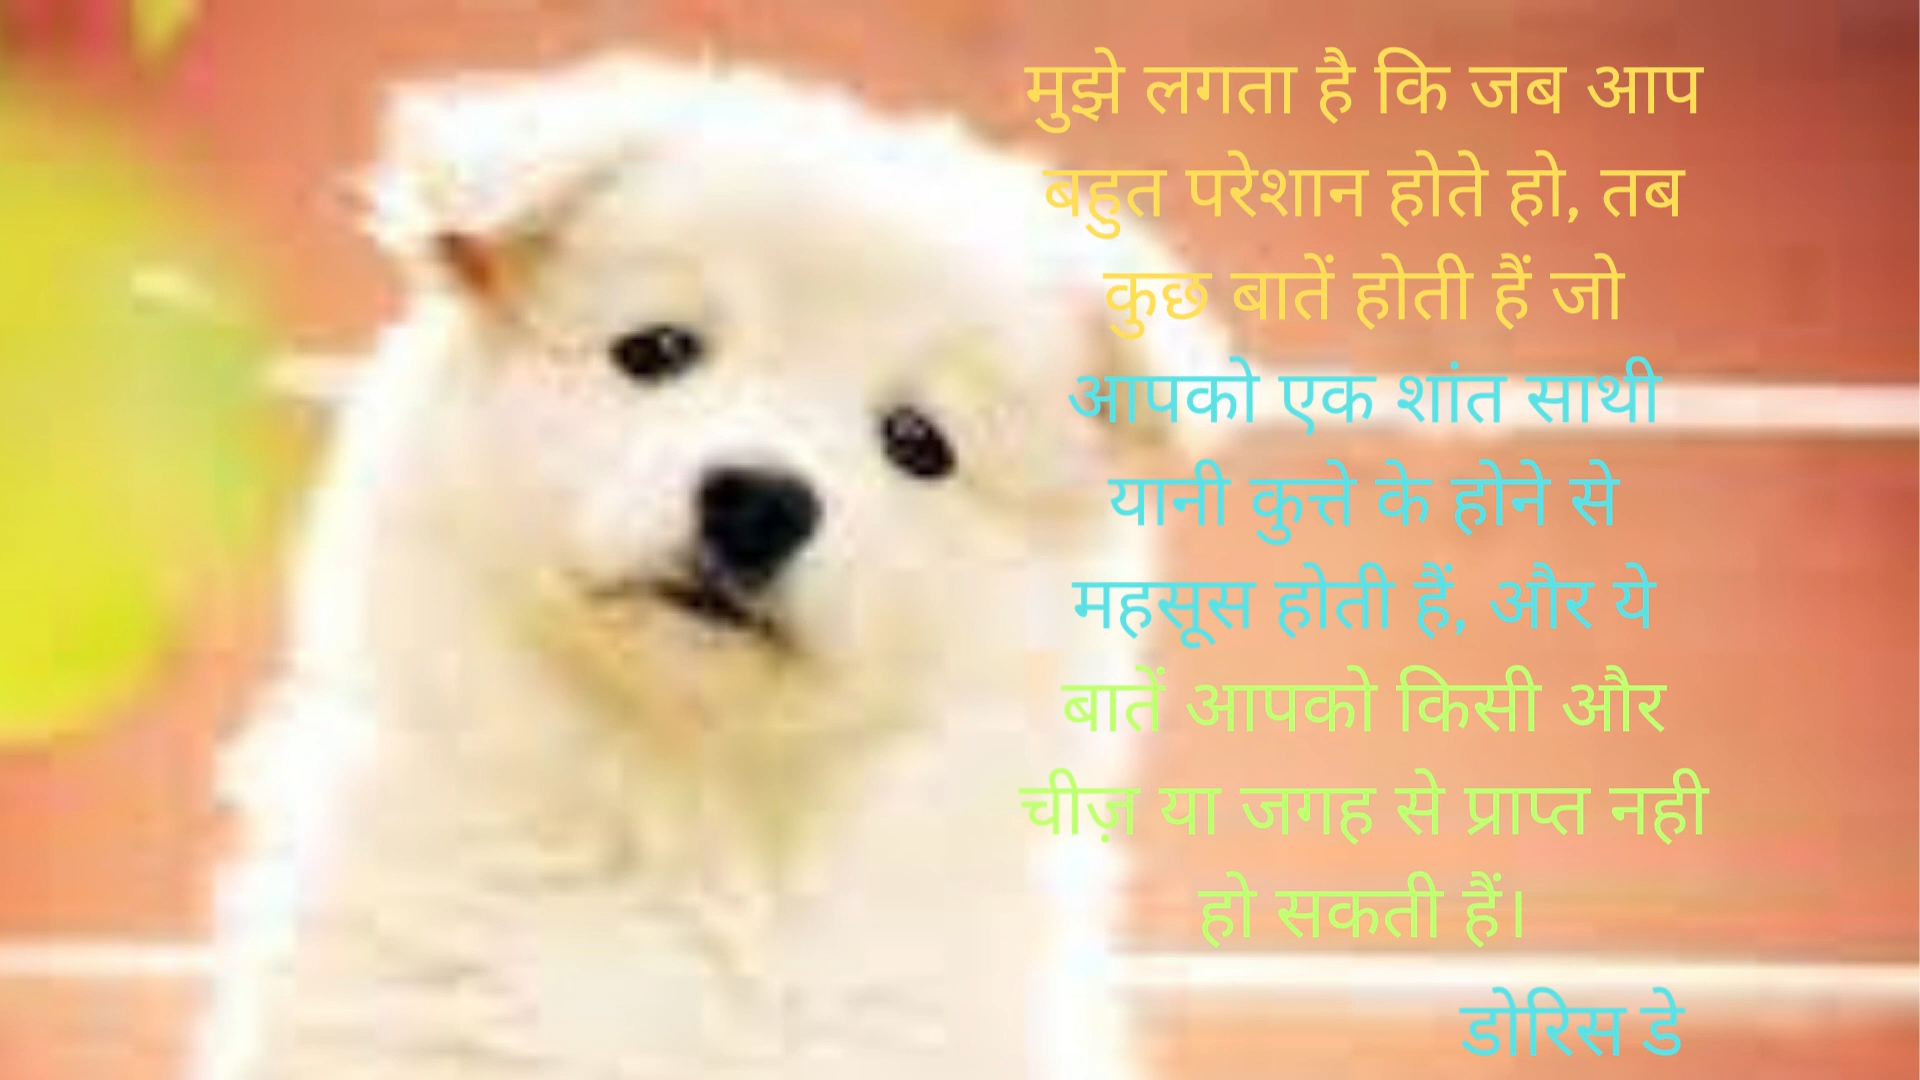 मुझे लगता है कि जब आप
बहुत परेशान होते हो, तब
कुछ बातें होती हैं जो
आपको एक शांत साथी
यानी कुत्ते के होने से
महसूस होती हैं, और ये
बातें आपको किसी और
चीज़ या जगह से प्राप्त नही
हो सकती हैं।
डोरिस डे